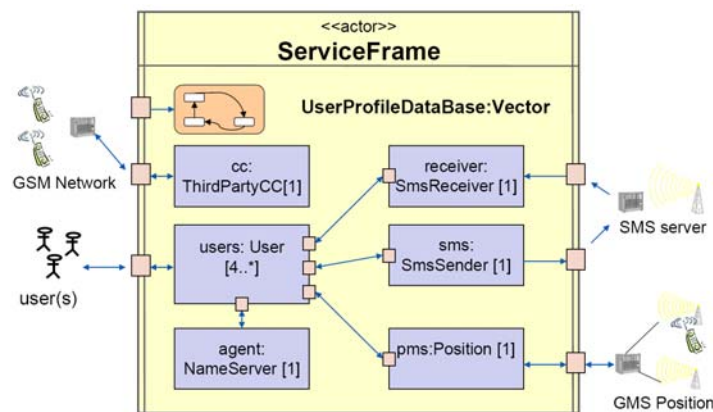 <<actor>>
ServiceFrame
UserProfileDataBase:Vector
GSM Network
cc:
ThirdPartyCC[1]
receiver:
SmsReceiver [1]
SMS server
users: User
[4..*]
sms:
SmsSender [1]
user(s)
agent:
NameServer [1]
pms:Position [1]
GMS Position